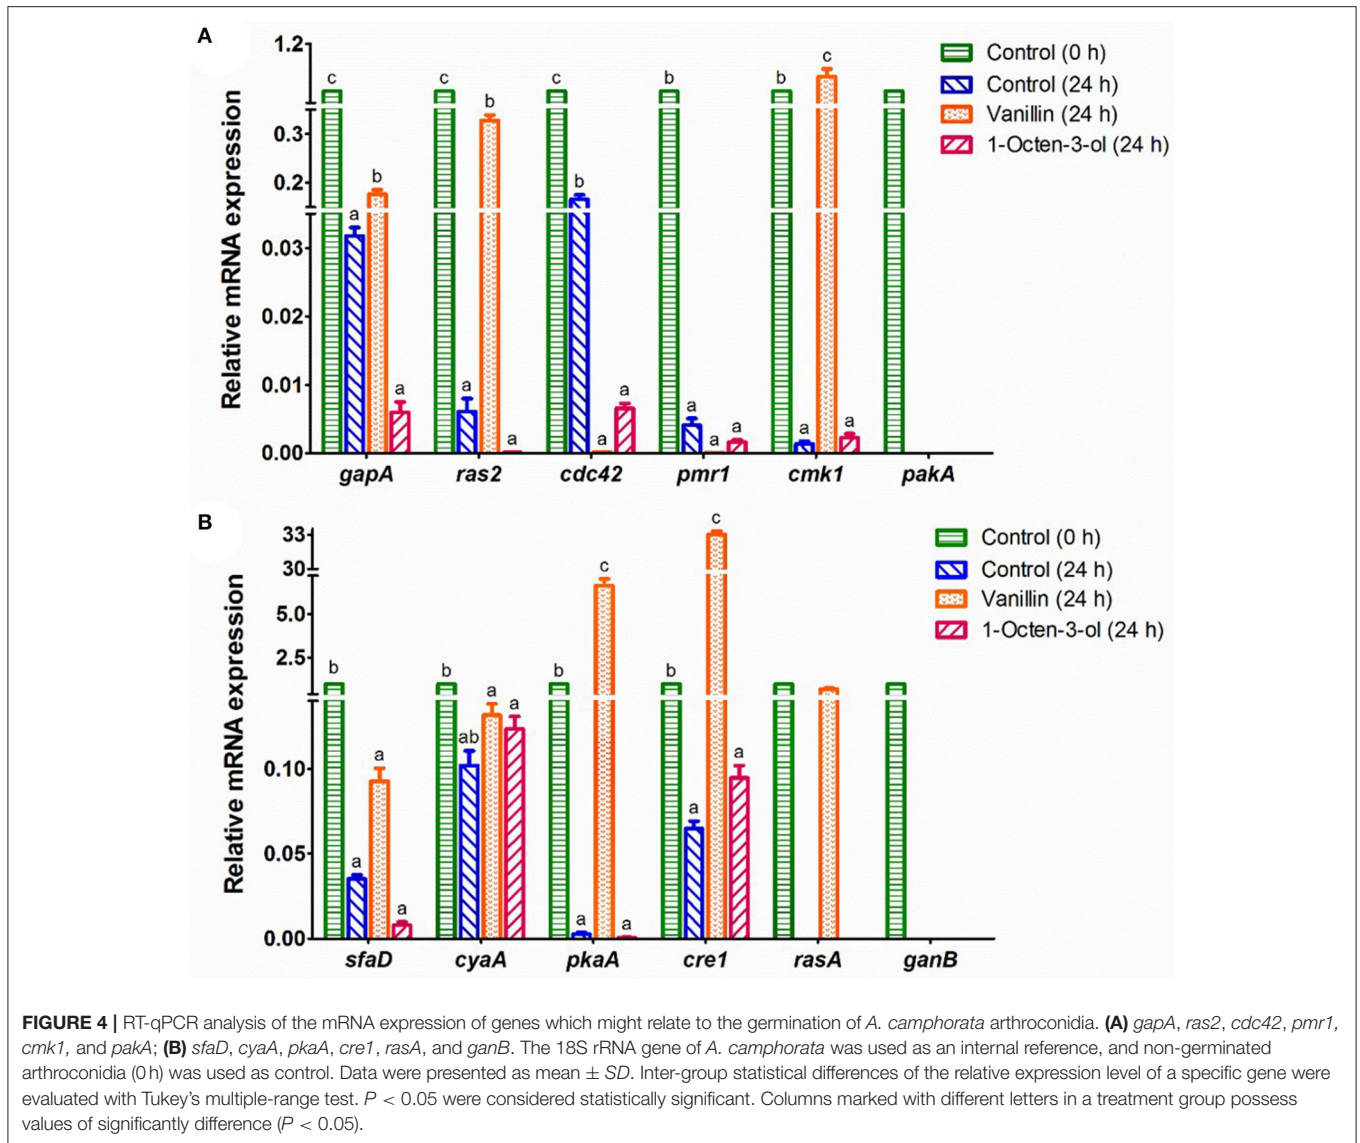 A
Relative mRNA expression
1.2
0.3
0.2
0.03
0.02
0.01
0.00
c
a
b
a
c
a
b
a
c
b
a
a
b
a
a
a
b
a
c
a
gapA ras2 cdc42 pmr1 cmk1 pakA
Control (0 h)
Control (24 h)
Vanillin (24 h)
1-Octen-3-ol (24 h)
B
Relative mRNA expression
33
30
5.0
2.5
0.10
0.05
0.00
b
a
a
a
b
ab
a
a
b
a
c
a
b
a
c
a
sfaD cyaA pkaA cre1 rasA ganB
Control (0 h)
Control (24 h)
Vanillin (24 h)
1-Octen-3-ol (24 h)
FIGURE 4 | RT-qPCR analysis of the mRNA expression of genes which might relate to the germination of A. camphorata arthroconidia. (A) gapA, ras2, cdc42, pmr1,
cmk1, and pakA; (B) sfaD, cyaA, pkaA, cre1, rasA, and ganB. The 18S rRNA gene of A. camphorata was used as an internal reference, and non-germinated
arthroconidia (0 h) was used as control. Data were presented as mean ± SD. Inter-group statistical differences of the relative expression level of a specific gene were
evaluated with Tukey's multiple-range test. P < 0.05 were considered statistically significant. Columns marked with different letters in a treatment group possess
values of significantly difference (P < 0.05).